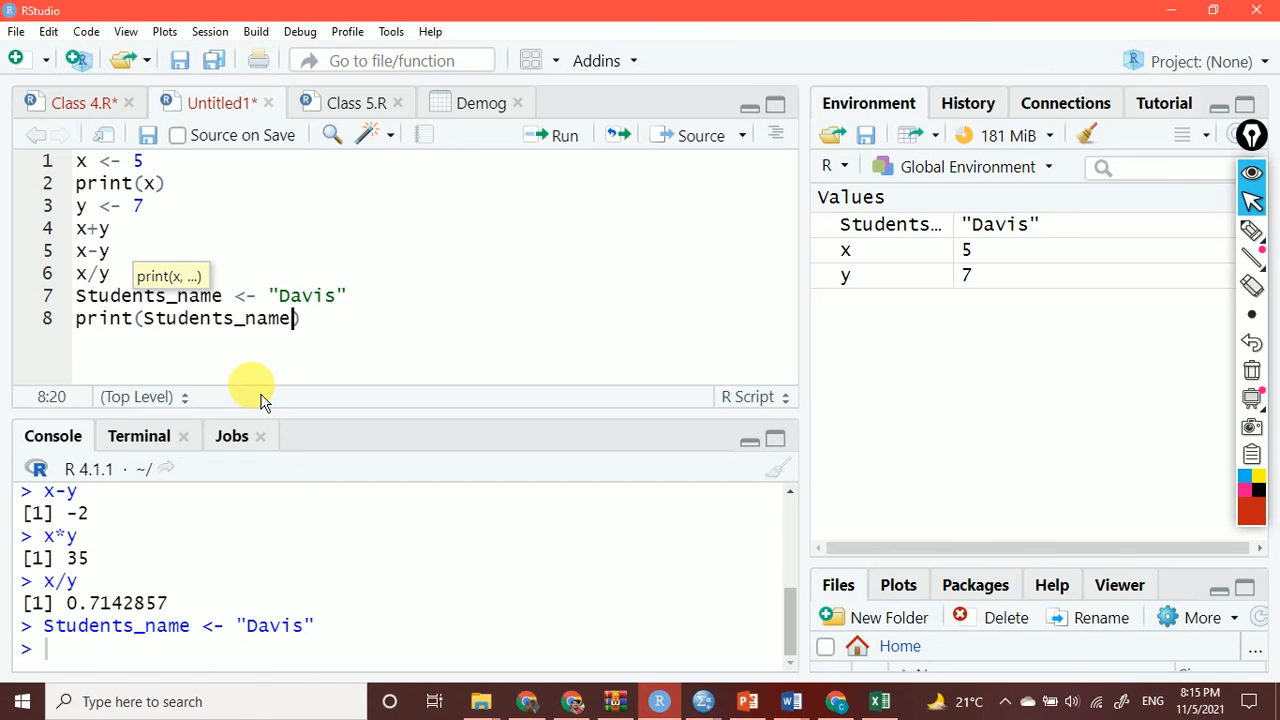 RStudio
File Edit Code View Plots Session Build Debug Profile Tools Help
Go to file/function Addins Project: (None)
Class 4.R* Untitled1* Class 5.R Demog
Source on Save Run Source
1 x <- 5
2 print(x)
3 y <- 7
4 x+y
5 x-y
6 x/y
print(x, ...)
7 Students_name <- "Davis"
8 print(Students_name)
8:20 (Top Level) R Script
Console Terminal Jobs
R 4.1.1 · ~/
> x-y
[1] -2
> x*y
[1] 35
> x/y
[1] 0.7142857
> Students_name <- "Davis"
>
Environment History Connections Tutorial
181 MiB
R Global Environment
Values
Students… "Davis"
x 5
y 7
Files Plots Packages Help Viewer
New Folder Delete Rename More
Home ...
Type here to search
21°C ENG 8:15 PM
11/5/2021